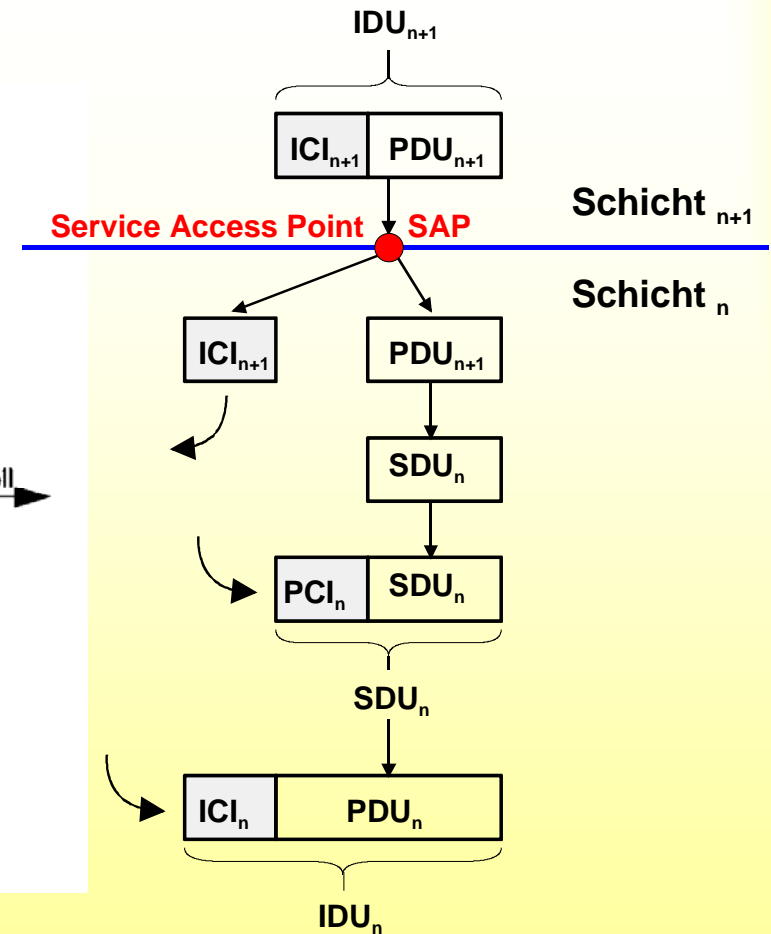 IDUn+1
ICIn+1 PDUn+1
Schicht n+1
Service Access Point SAP
Schicht n
ICIn+1 PDUn+1
SDUn
PCIn SDUn
SDUn
ICIn PDUn
IDUn